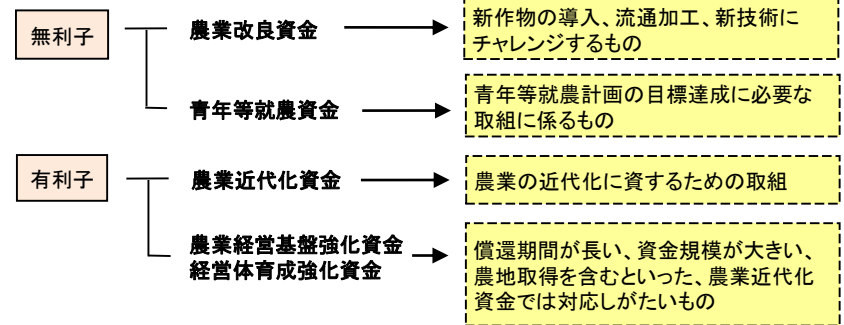 無利子
農業改良資金
新作物の導入、流通加工、新技術に
チャレンジするもの
青年等就農資金
青年等就農計画の目標達成に必要な
取組に係るもの
有利子
農業近代化資金
農業の近代化に資するための取組
農業経営基盤強化資金
経営体育成強化資金
償還期間が長い、資金規模が大きい、
農地取得を含むといった、農業近代化
資金では対応しがたいもの